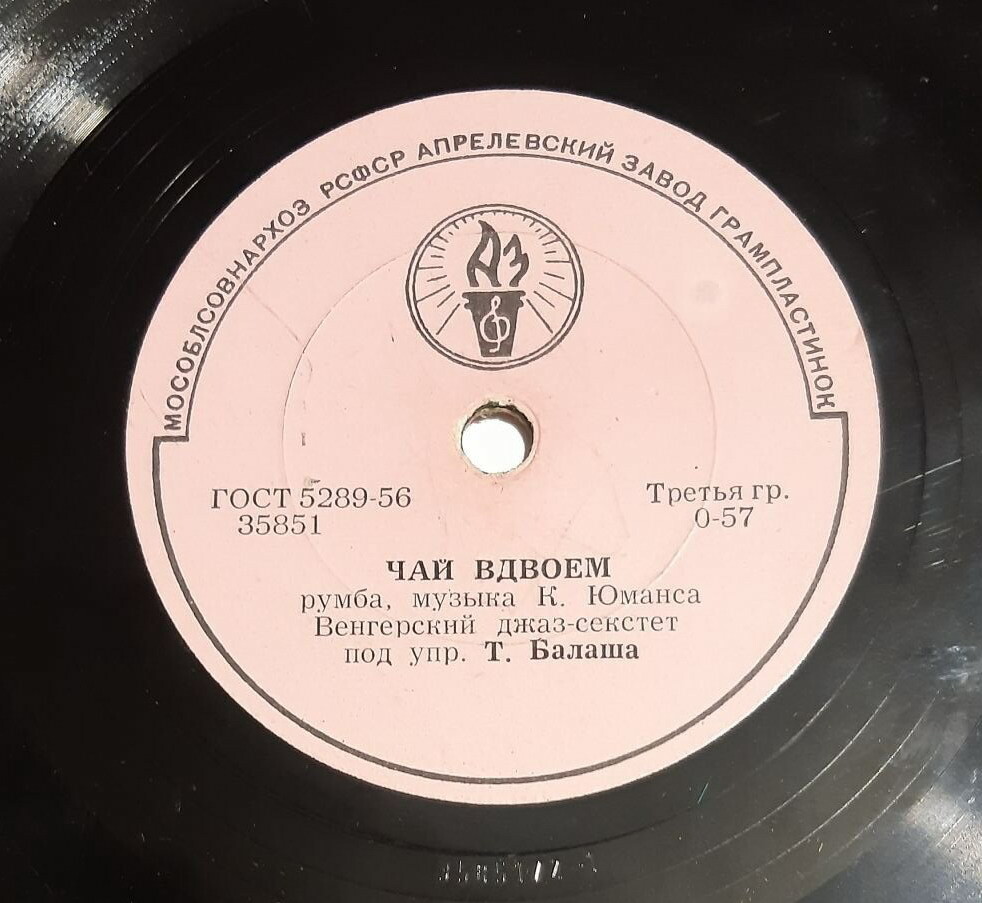 МОСОБЛСОВНАРХОЗ РСФСР АПРЕЛЕВСКИЙ ЗАВОД ГРАМПЛАСТИНОК
АЗ
ГОСТ 5289-56
35851
Третья гр.
0-57
ЧАЙ ВДВОЕМ
румба, музыка К. Юманса
Венгерский джаз-секстет
под упр. Т. Балаша